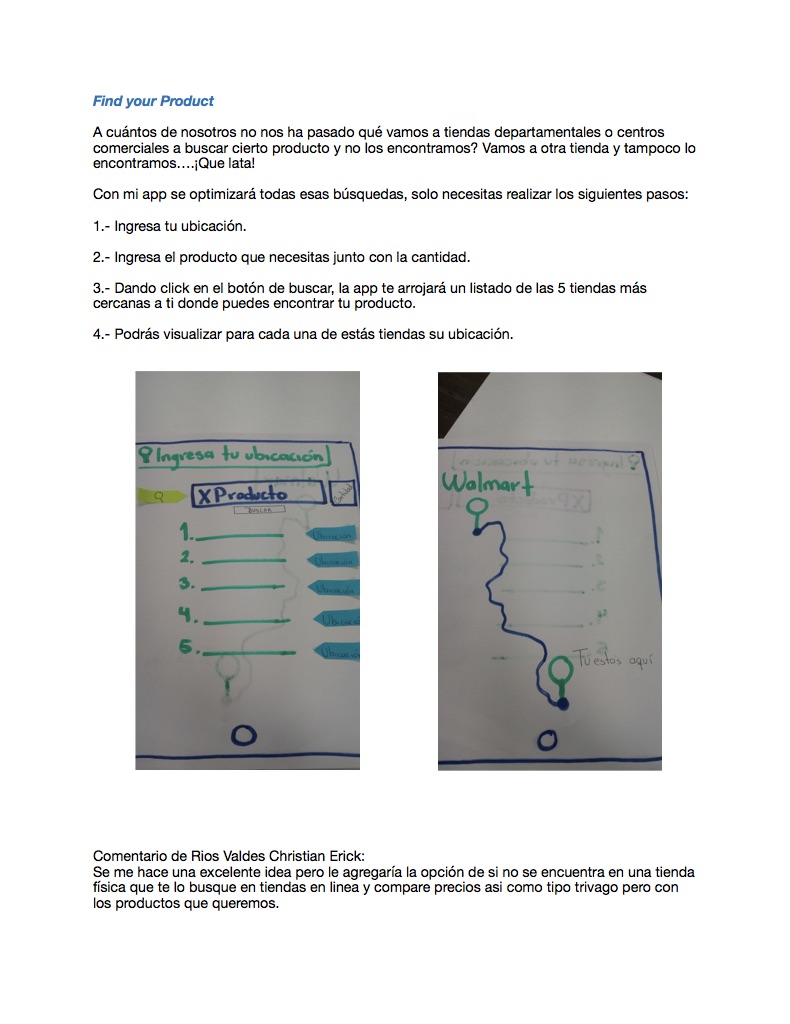 Find your Product
A cuántos de nosotros no nos ha pasado qué vamos a tiendas departamentales o centros
comerciales a buscar cierto producto y no los encontramos? Vamos a otra tienda y tampoco lo
encontramos….¡Que lata!
Con mi app se optimizará todas esas búsquedas, solo necesitas realizar los siguientes pasos:
1.- Ingresa tu ubicación.
2.- Ingresa el producto que necesitas junto con la cantidad.
3.- Dando click en el botón de buscar, la app te arrojará un listado de las 5 tiendas más
cercanas a ti donde puedes encontrar tu producto.
4.- Podrás visualizar para cada una de estás tiendas su ubicación.
Ingresa tu ubicación
X Producto
Cantidad
BUSCAR
1. Ubicación
2. Ubicación
3. Ubicación
4. Ubicación
5. Ubicación
Walmart
Tu estas aquí
Comentario de Rios Valdes Christian Erick:
Se me hace una excelente idea pero le agregaría la opción de si no se encuentra en una tienda
física que te lo busque en tiendas en linea y compare precios asi como tipo trivago pero con
los productos que queremos.